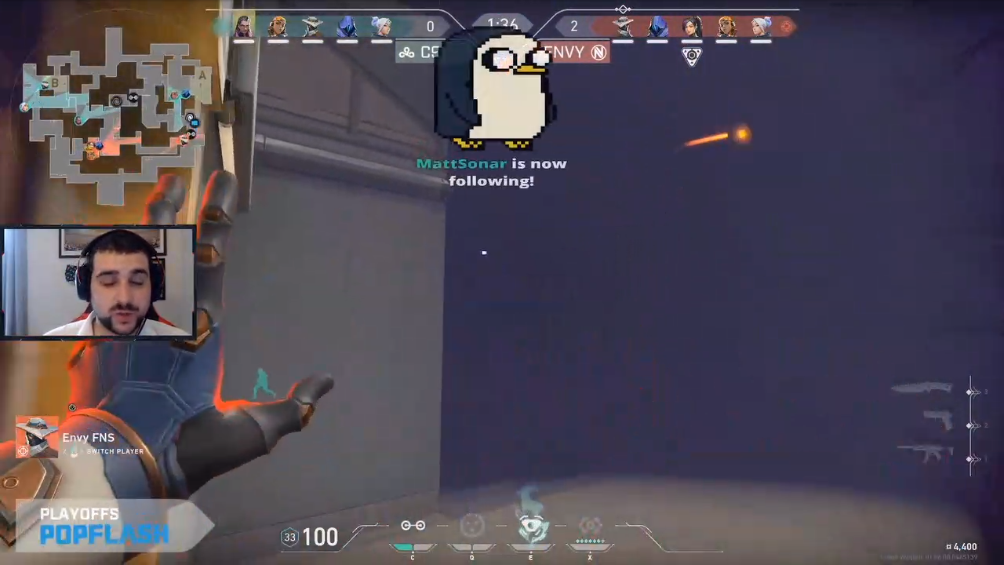 0
1:36
2
C9
ENVY
A
B
MattSonar is now
following!
Envy FNS
SWITCH PLAYER
PLAYOFFS
POPFLASH
33
100
C
Q
E
X
4,400